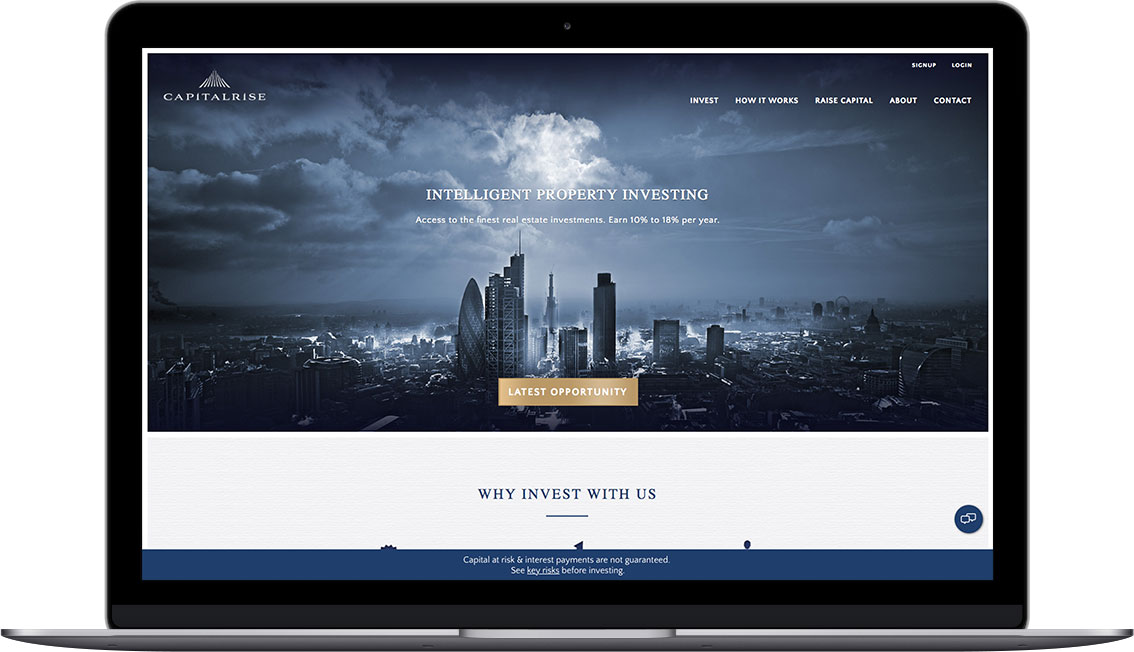 SIGNUP LOGIN
CAPITALRISE
INVEST HOW IT WORKS RAISE CAPITAL ABOUT CONTACT
INTELLIGENT PROPERTY INVESTING
Access to the finest real estate investments. Earn 10% to 18% per year.
LATEST OPPORTUNITY
WHY INVEST WITH US
Capital at risk & interest payments are not guaranteed.
See key risks before investing.